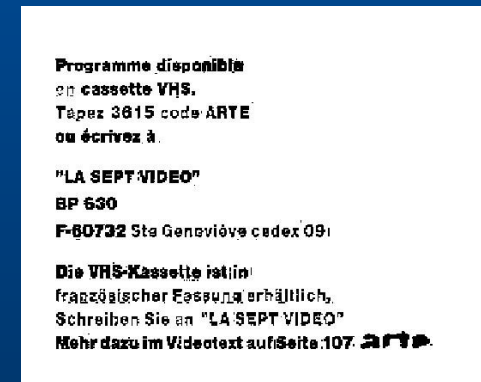 Programme disponible
en cassette VHS.
Tapez 3615 code ARTE
ou écrivez à
"LA SEPT VIDEO"
BP 630
F-60732 Ste Geneviève cedex 09
Die VHS-Kassette ist in
französischer Fassung erhältlich,
Schreiben Sie an "LA SEPT VIDEO"
Mehr dazu im Videotext auf Seite 107. arte